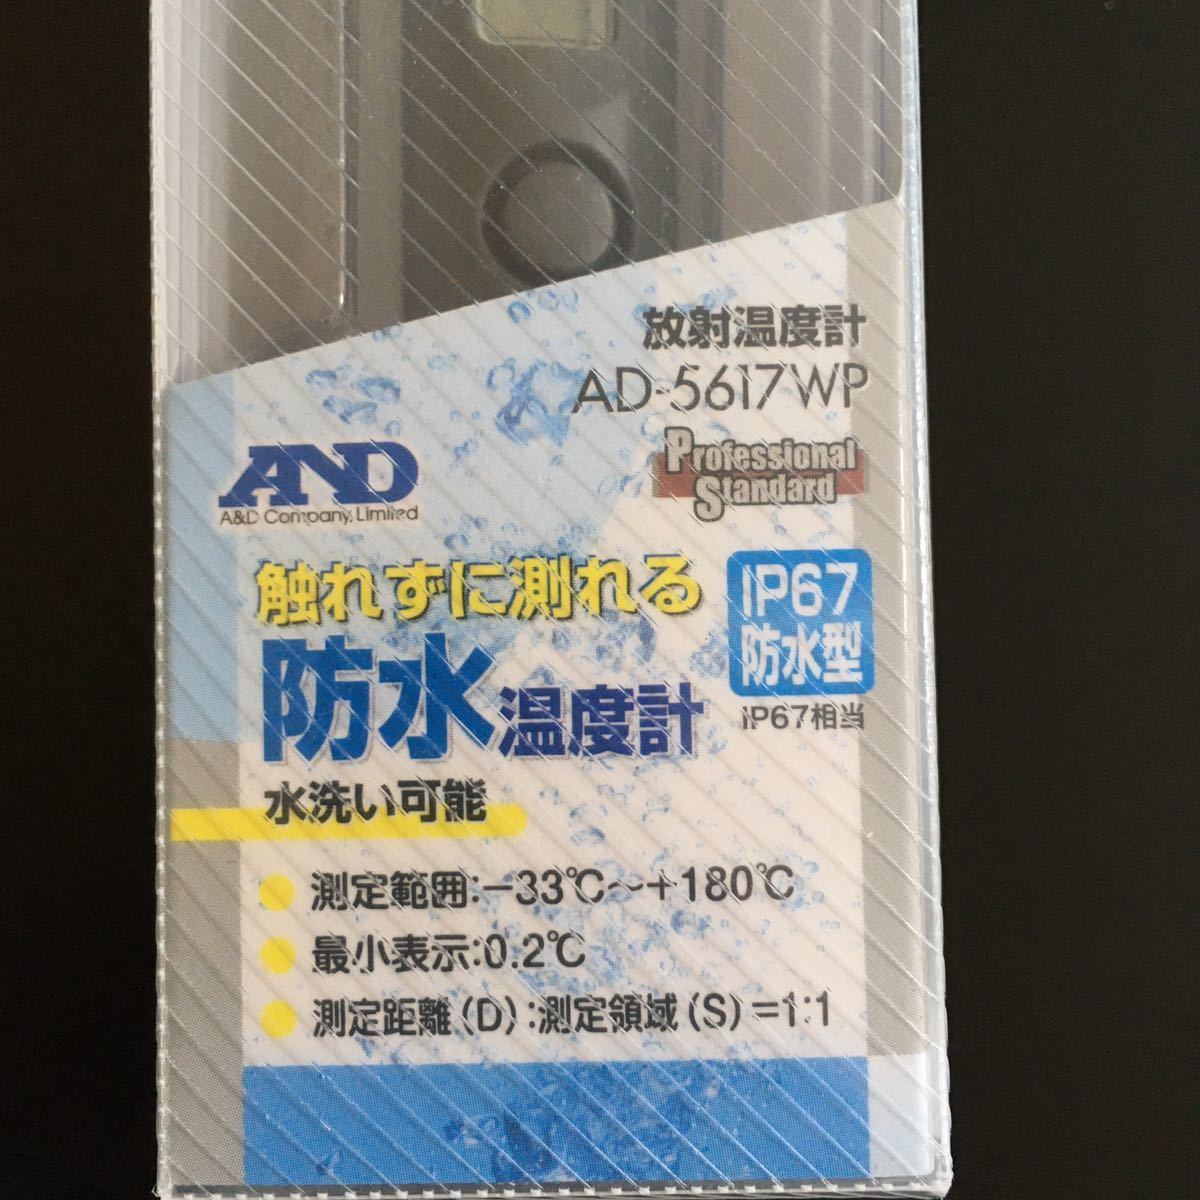 放射温度計
AD-5617WP
Professional
Standard
AND
A&D Company, Limited
触れずに測れる
防水温度計
IP67
防水型
IP67相当
水洗い可能
測定範囲:−33℃〜+180℃
最小表示:0.2℃
測定距離(D):測定領域(S)=1:1